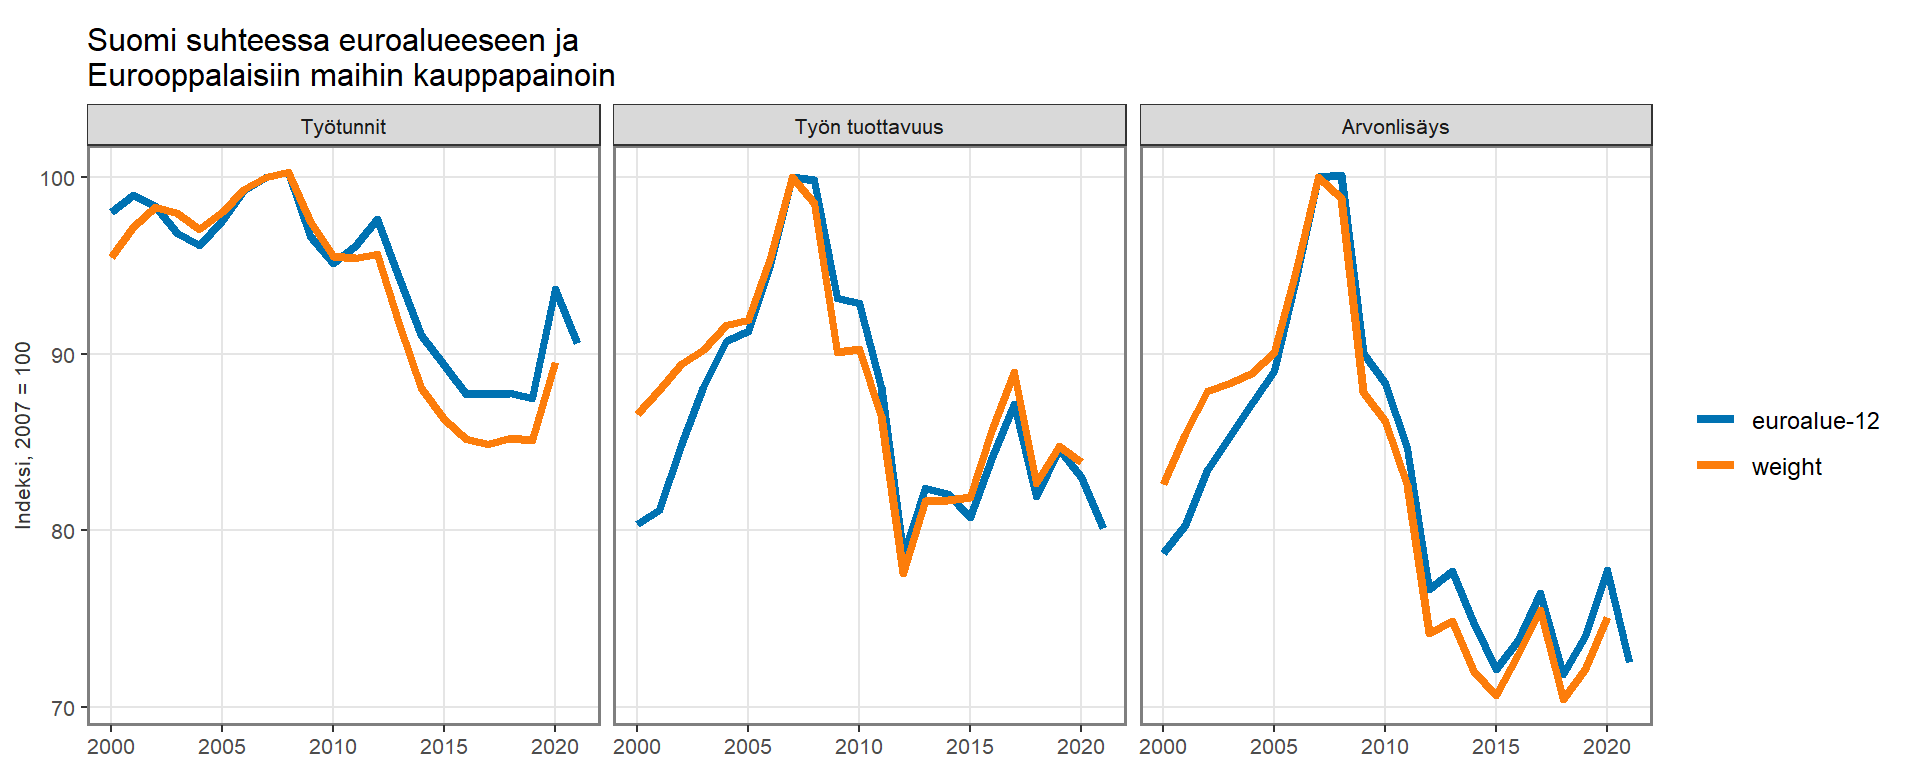 Suomi suhteessa euroalueeseen ja
Eurooppalaisiin maihin kauppapainoin
Työtunnit
Työn tuottavuus
Arvonlisäys
Indeksi, 2007 = 100
100
90
80
70
2000 2005 2010 2015 2020
2000 2005 2010 2015 2020
2000 2005 2010 2015 2020
euroalue-12
weight